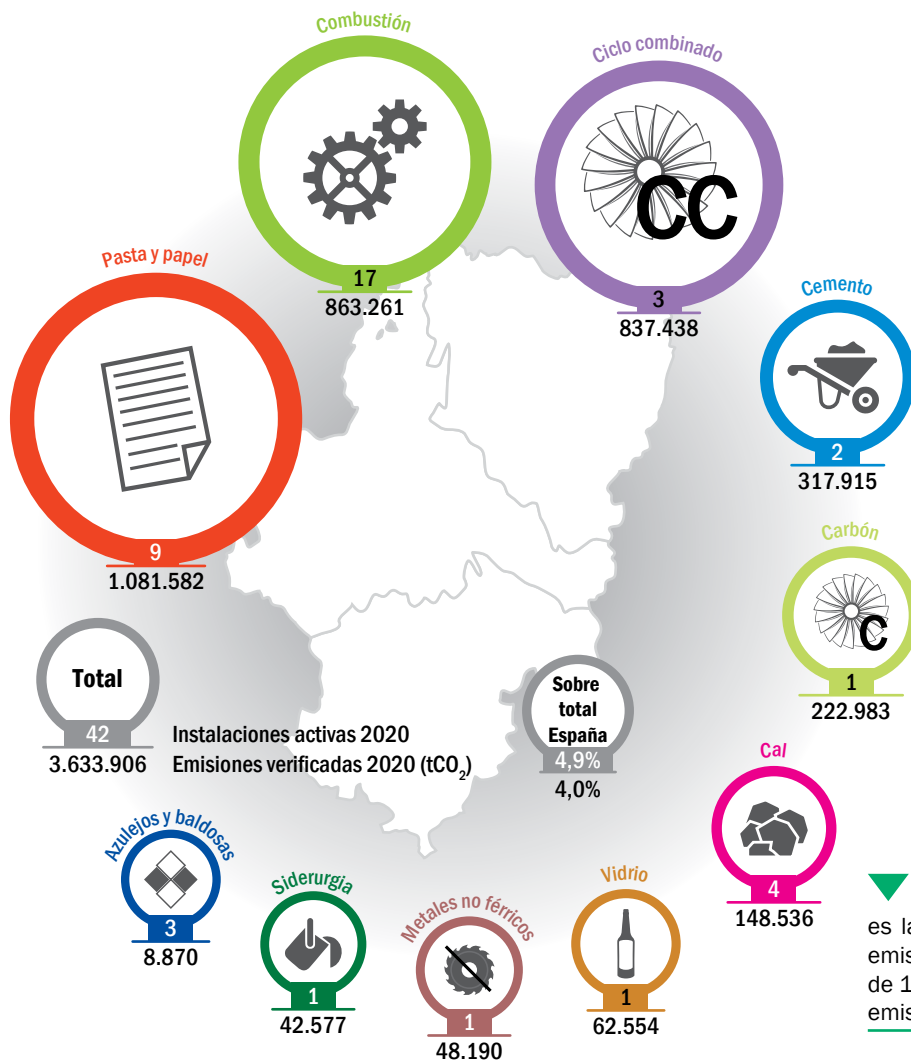 Combustión
17
863.261
Ciclo combinado
CC
3
837.438
Pasta y papel
9
1.081.582
Cemento
2
317.915
Carbón
C
1
222.983
Total
42
3.633.906
Instalaciones activas 2020
Emisiones verificadas 2020 (tCO₂)
Sobre
total
España
4,9%
4,0%
Cal
4
148.536
Azulejos y baldosas
3
8.870
Siderurgia
1
42.577
Metales no férricos
1
48.190
Vidrio
1
62.554
es la
emis
de 1
emis